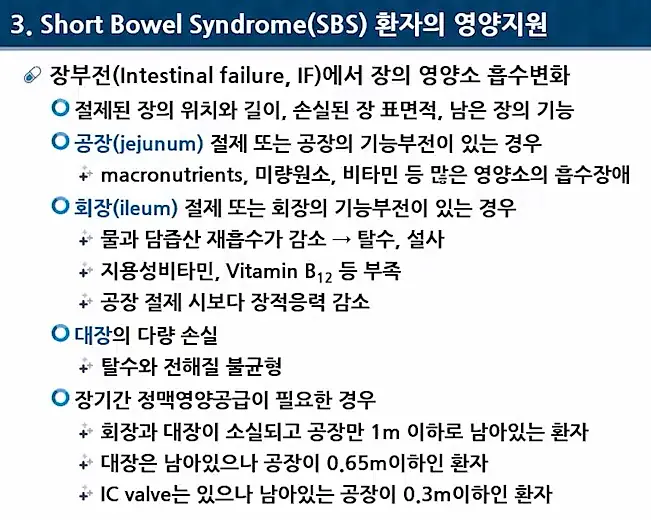 3. Short Bowel Syndrome(SBS) 환자의 영양지원
장부전(Intestinal failure, IF)에서 장의 영양소 흡수변화
절제된 장의 위치와 길이, 손실된 장 표면적, 남은 장의 기능
공장(jejunum) 절제 또는 공장의 기능부전이 있는 경우
macronutrients, 미량원소, 비타민 등 많은 영양소의 흡수장애
회장(ileum) 절제 또는 회장의 기능부전이 있는 경우
물과 담즙산 재흡수가 감소 → 탈수, 설사
지용성비타민, Vitamin B₁₂ 등 부족
공장 절제 시보다 장적응력 감소
대장의 다량 손실
탈수와 전해질 불균형
장기간 정맥영양공급이 필요한 경우
회장과 대장이 소실되고 공장만 1m 이하로 남아있는 환자
대장은 남아있으나 공장이 0.65m이하인 환자
IC valve는 있으나 남아있는 공장이 0.3m이하인 환자